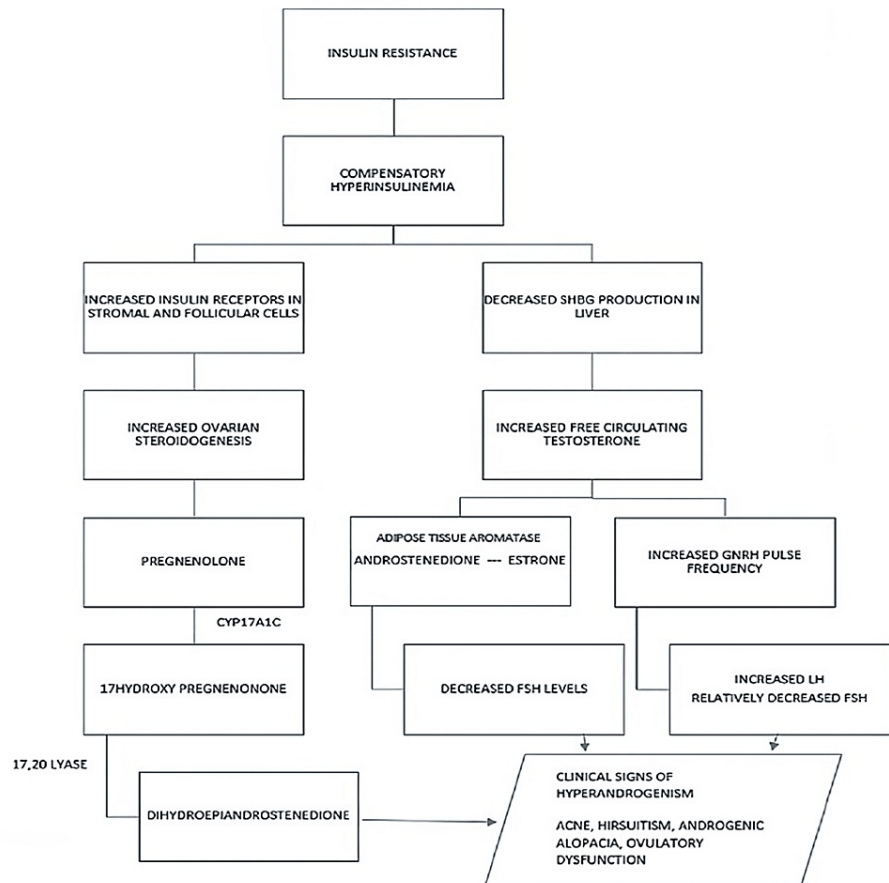 INSULIN RESISTANCE
COMPENSATORY
HYPERINSULINEMIA
INCREASED INSULIN RECEPTORS IN
STROMAL AND FOLLICULAR CELLS
DECREASED SHBG PRODUCTION IN
LIVER
INCREASED OVARIAN
STEROIDOGENESIS
INCREASED FREE CIRCULATING
TESTOSTERONE
PREGNENOLONE
ADIPOSE TISSUE AROMATASE
ANDROSTENEDIONE --- ESTRONE
INCREASED GNRH PULSE
FREQUENCY
CYP17A1C
17HYDROXY PREGNENONONE
DECREASED FSH LEVELS
INCREASED LH
RELATIVELY DECREASED FSH
17,20 LYASE
DIHYDROEPIANDROSTENEDIONE
CLINICAL SIGNS OF
HYPERANDROGENISM
ACNE, HIRSUITISM, ANDROGENIC
ALOPACIA, OVULATORY
DYSFUNCTION